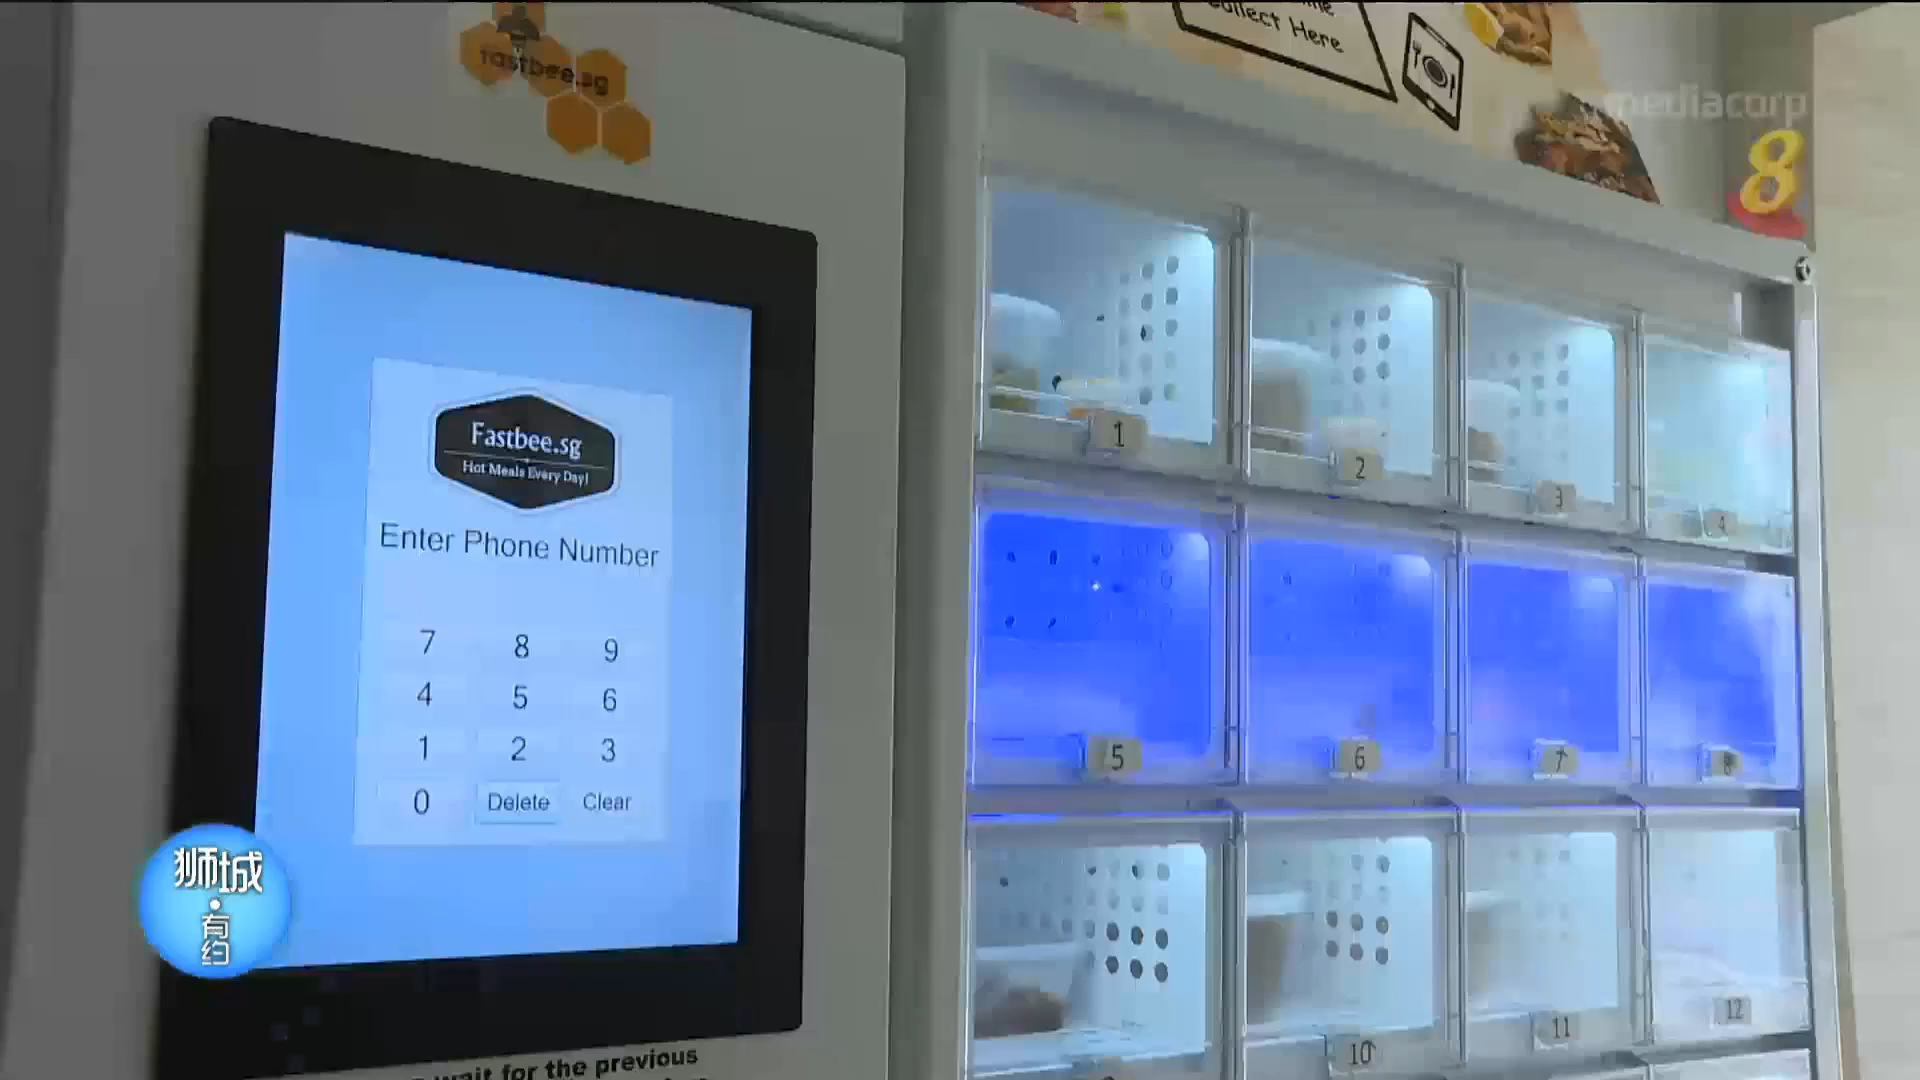 fastbee.sg
Collect Here
mediacorp
8
Fastbee.sg
Hot Meals Every Day!
Enter Phone Number
7 8 9
4 5 6
1 2 3
0 Delete Clear
1 2 3 4
5 6 7 8
10 11 12
狮城
有约
wait for the previous